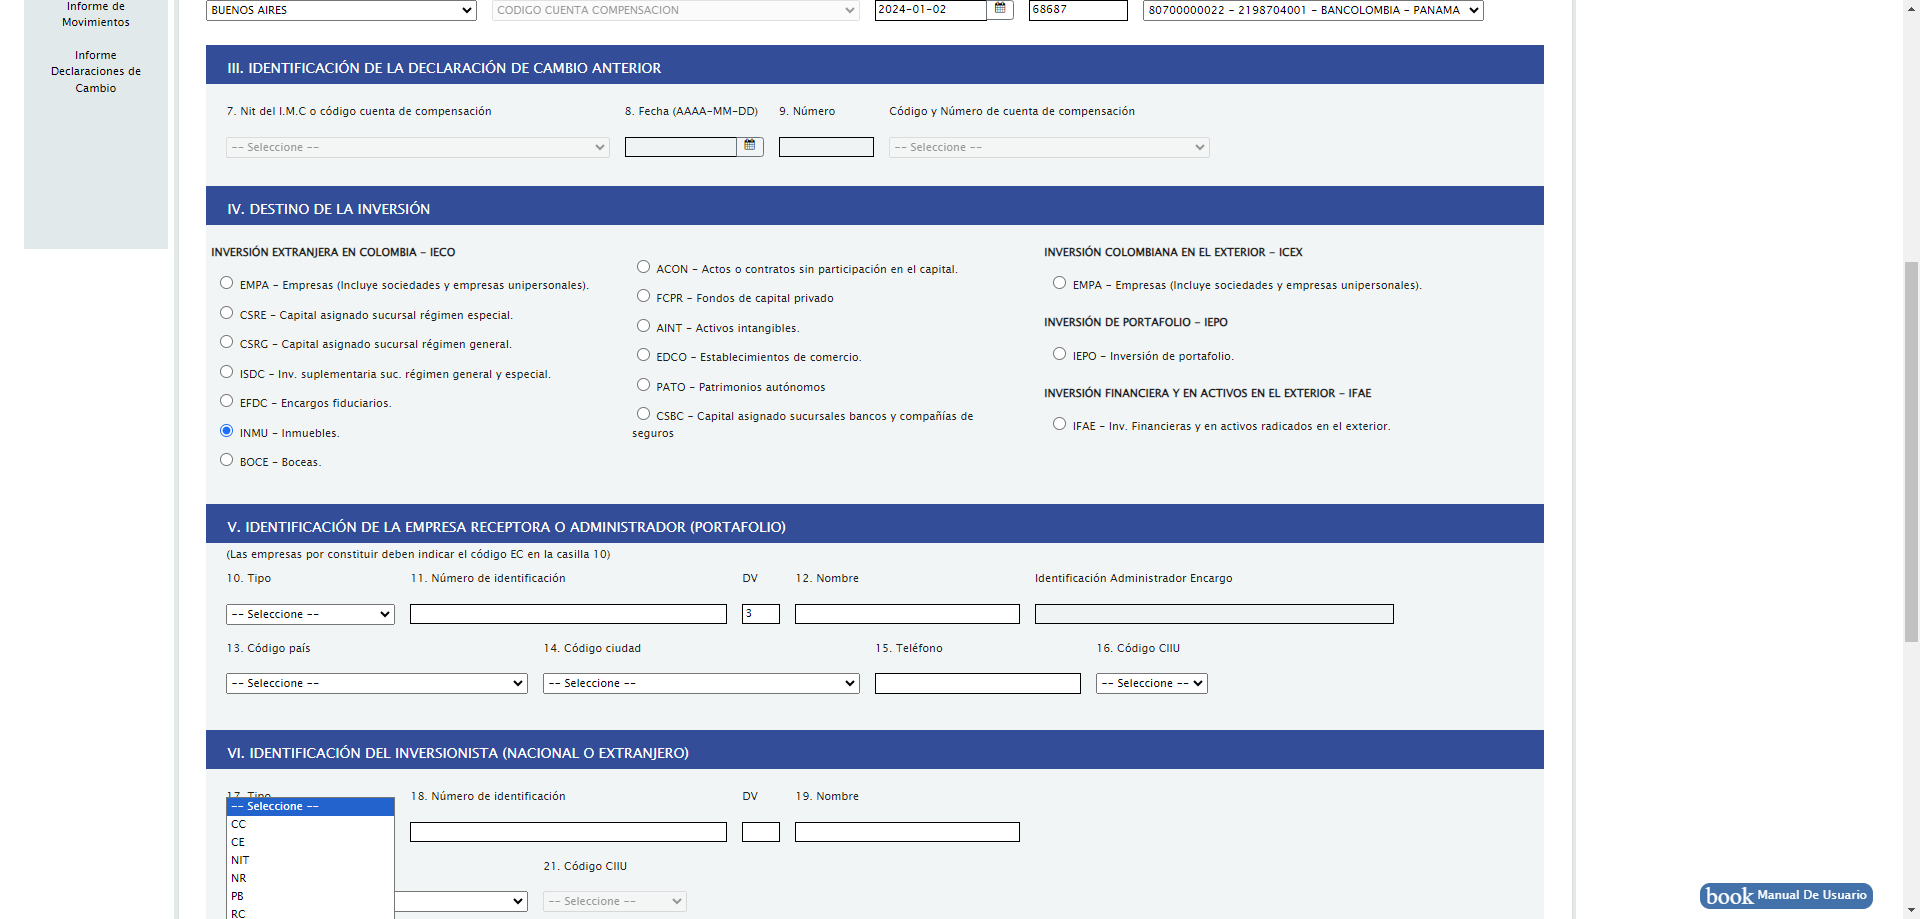 Informe de
Movimientos
Informe
Declaraciones de
Cambio
BUENOS AIRES
CODIGO CUENTA COMPENSACION
2024-01-02
68687
80700000022 - 2198704001 - BANCOLOMBIA - PANAMA
III. IDENTIFICACIÓN DE LA DECLARACIÓN DE CAMBIO ANTERIOR
7. Nit del I.M.C o código cuenta de compensación
8. Fecha (AAAA-MM-DD)
9. Número
Código y Número de cuenta de compensación
-- Seleccione --
-- Seleccione --
IV. DESTINO DE LA INVERSIÓN
INVERSIÓN EXTRANJERA EN COLOMBIA - IECO
EMPA - Empresas (Incluye sociedades y empresas unipersonales).
CSRE - Capital asignado sucursal régimen especial.
CSRG - Capital asignado sucursal régimen general.
ISDC - Inv. suplementaria suc. régimen general y especial.
EFDC - Encargos fiduciarios.
INMU - Inmuebles.
BOCE - Boceas.
ACON - Actos o contratos sin participación en el capital.
FCPR - Fondos de capital privado
AINT - Activos intangibles.
EDCO - Establecimientos de comercio.
PATO - Patrimonios autónomos
CSBC - Capital asignado sucursales bancos y compañías de
seguros
INVERSIÓN COLOMBIANA EN EL EXTERIOR - ICEX
EMPA - Empresas (Incluye sociedades y empresas unipersonales).
INVERSIÓN DE PORTAFOLIO - IEPO
IEPO - Inversión de portafolio.
INVERSIÓN FINANCIERA Y EN ACTIVOS EN EL EXTERIOR - IFAE
IFAE - Inv. Financieras y en activos radicados en el exterior.
V. IDENTIFICACIÓN DE LA EMPRESA RECEPTORA O ADMINISTRADOR (PORTAFOLIO)
(Las empresas por constituir deben indicar el código EC en la casilla 10)
10. Tipo
11. Número de identificación
DV
12. Nombre
Identificación Administrador Encargo
-- Seleccione --
3
13. Código país
14. Código ciudad
15. Teléfono
16. Código CIIU
-- Seleccione --
-- Seleccione --
-- Seleccione --
VI. IDENTIFICACIÓN DEL INVERSIONISTA (NACIONAL O EXTRANJERO)
17. Tipo
18. Número de identificación
DV
19. Nombre
-- Seleccione --
CC
CE
NIT
NR
PB
RC
21. Código CIIU
-- Seleccione --
book Manual De Usuario